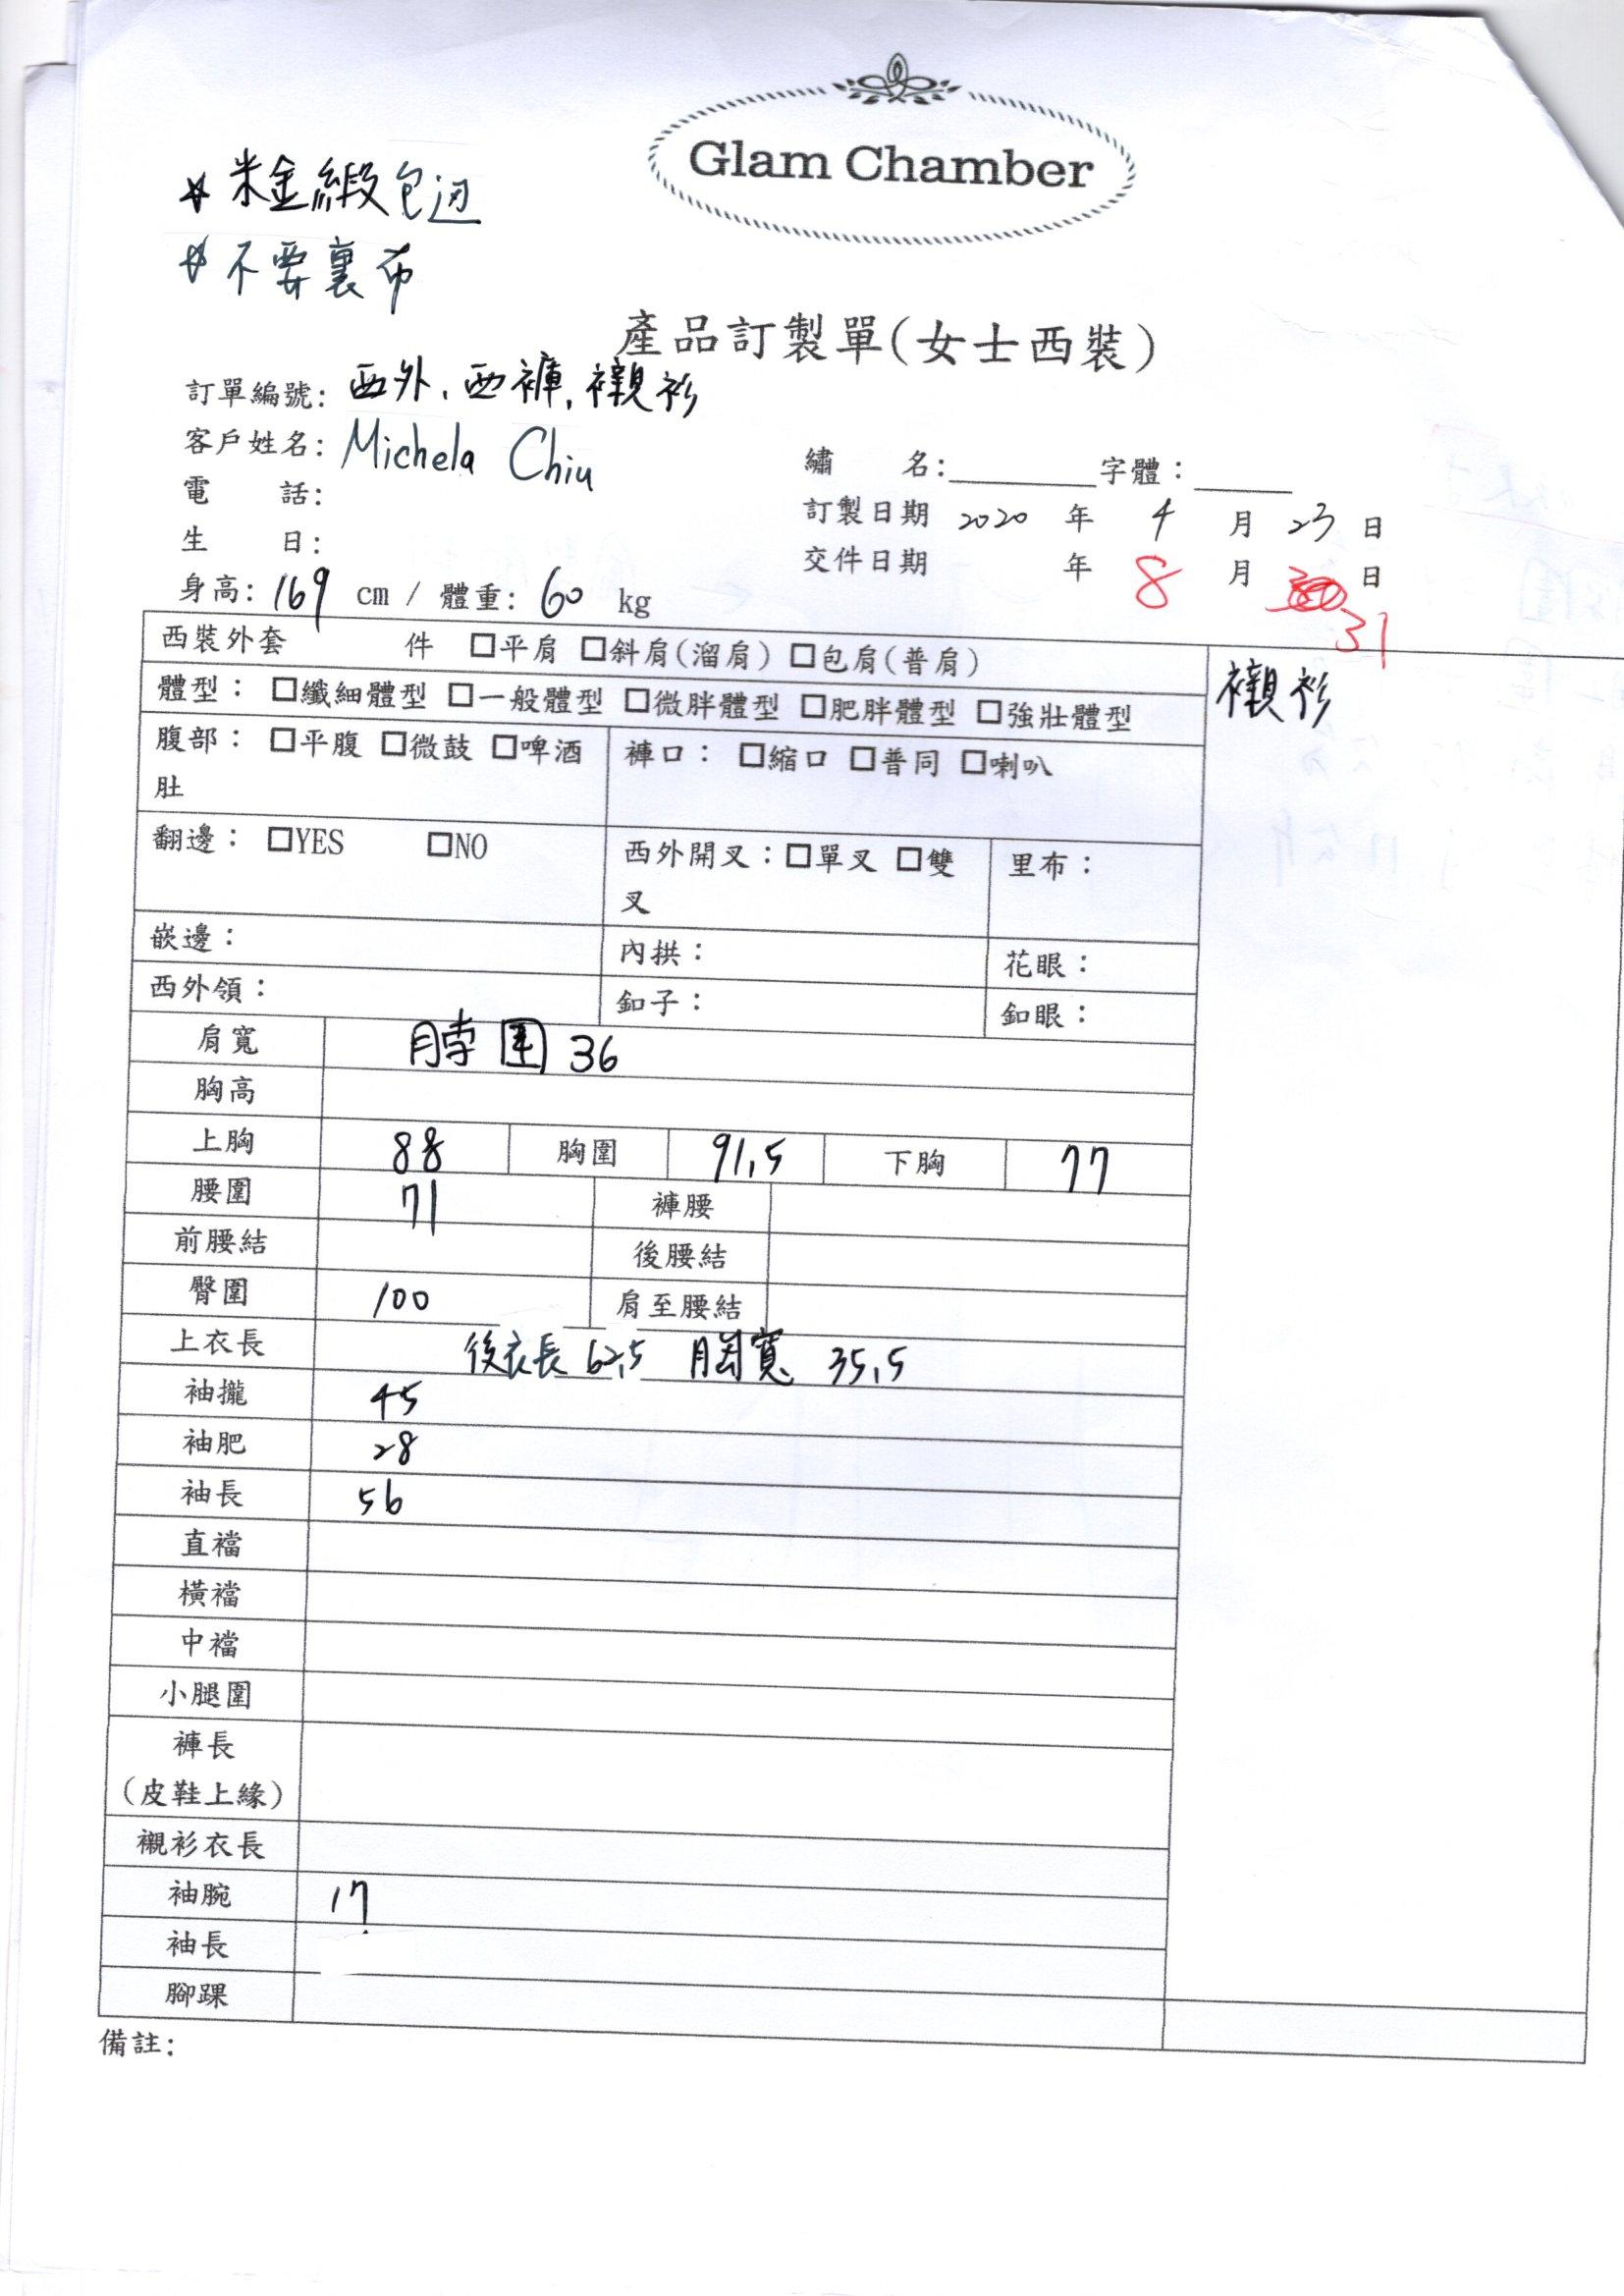 Glam Chamber
☆米金緞包边
☆不要裏布
產品訂製單(女士西裝)
訂單編號: 西外、西褲、襯衫
客戶姓名: Michela Chiu
繡 名:________字體:_____
電 話:
訂製日期 2020 年 4 月 23 日
生 日:
交件日期 年 8 月 31 日
身高: 169 cm / 體重: 60 kg
西裝外套 件 □平肩 □斜肩(溜肩) □包肩(普肩)
襯衫
體型: □纖細體型 □一般體型 □微胖體型 □肥胖體型 □強壯體型
腹部: □平腹 □微鼓 □啤酒肚
褲口: □縮口 □普同 □喇叭
翻邊: □YES □NO
西外開叉:□單叉 □雙叉
里布:
嵌邊: 內拱: 花眼:
西外領: 釦子: 釦眼:
肩寬 脖圍 36
胸高
上胸 88 胸圍 91,5 下胸 77
腰圍 71 褲腰
前腰結 後腰結
臀圍 100 肩至腰結
上衣長 後衣長 62,5 胸寬 35,5
袖攏 45
袖肥 28
袖長 56
直襠
橫襠
中襠
小腿圍
褲長
(皮鞋上緣)
襯衫衣長
袖腕 17
袖長
腳踝
備註: